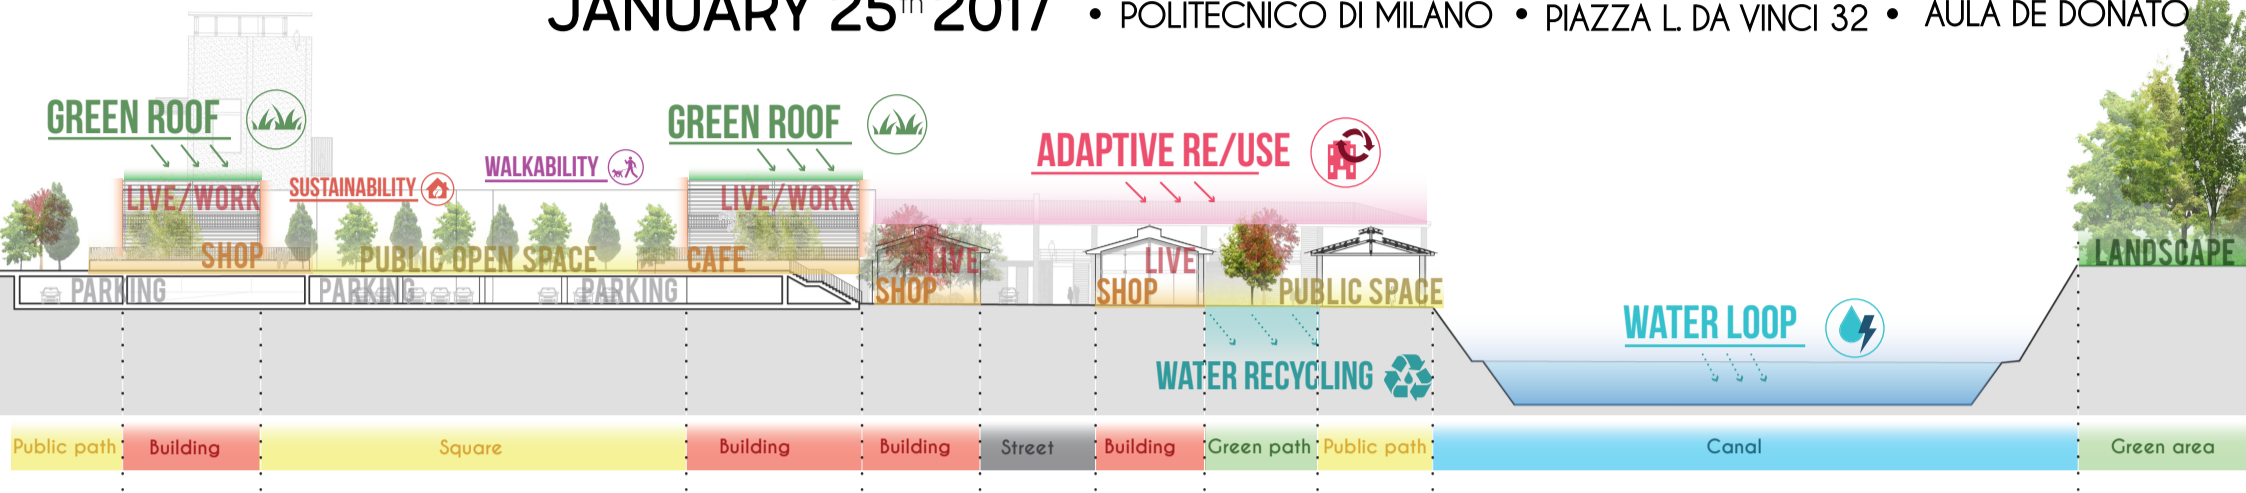 JANUARY 25th 2017 • POLITECNICO DI MILANO • PIAZZA L. DA VINCI 32 • AULA DE DONATO
GREEN ROOF
GREEN ROOF
ADAPTIVE RE/USE
WALKABILITY
SUSTAINABILITY
LIVE/WORK
LIVE/WORK
SHOP
PUBLIC OPEN SPACE
CAFE
LIVE
LIVE
LANDSCAPE
PARKING
PARKING
PARKING
SHOP
SHOP
PUBLIC SPACE
WATER LOOP
WATER RECYCLING
Public path
Building
Square
Building
Building
Street
Building
Green path
Public path
Canal
Green area